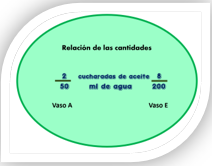 Relación de las cantidades
2 cucharadas de aceite 8
50 ml de agua 200
Vaso A Vaso E